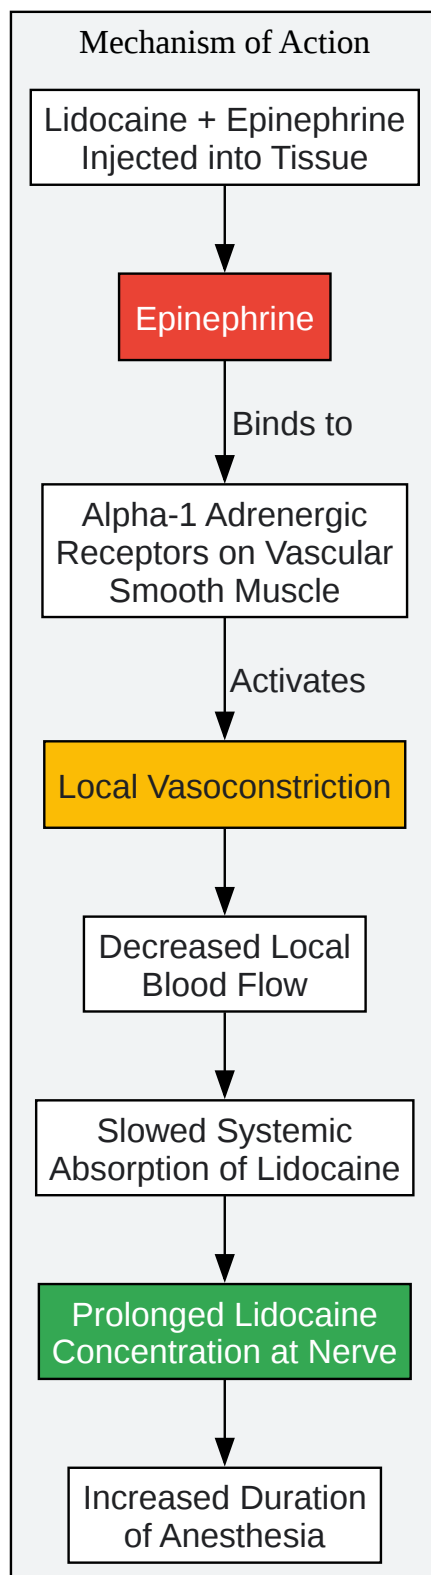 Mechanism of Action
Lidocaine + Epinephrine
Injected into Tissue
Epinephrine
Binds to
Alpha-1 Adrenergic
Receptors on Vascular
Smooth Muscle
Activates
Local Vasoconstriction
Decreased Local
Blood Flow
Slowed Systemic
Absorption of Lidocaine
Prolonged Lidocaine
Concentration at Nerve
Increased Duration
of Anesthesia